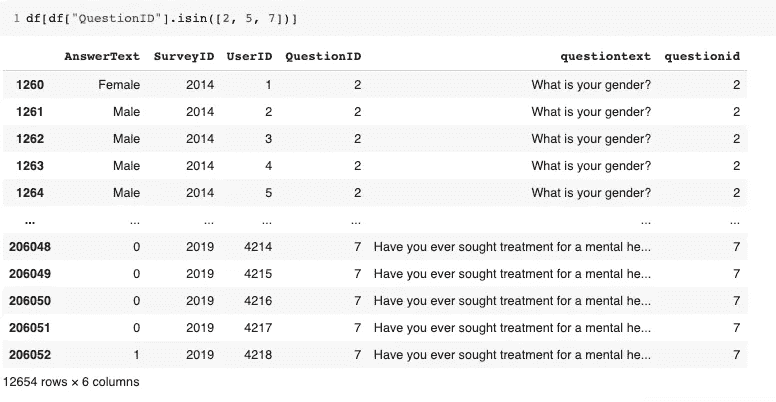 1 df[df["QuestionID"].isin([2, 5, 7])]
AnswerText SurveyID UserID QuestionID questiontext questionid
1260 Female 2014 1 2 What is your gender? 2
1261 Male 2014 2 2 What is your gender? 2
1262 Male 2014 3 2 What is your gender? 2
1263 Male 2014 4 2 What is your gender? 2
1264 Male 2014 5 2 What is your gender? 2
... ... ... ... ... ... ...
206048 0 2019 4214 7 Have you ever sought treatment for a mental he... 7
206049 0 2019 4215 7 Have you ever sought treatment for a mental he... 7
206050 0 2019 4216 7 Have you ever sought treatment for a mental he... 7
206051 0 2019 4217 7 Have you ever sought treatment for a mental he... 7
206052 1 2019 4218 7 Have you ever sought treatment for a mental he... 7
12654 rows × 6 columns